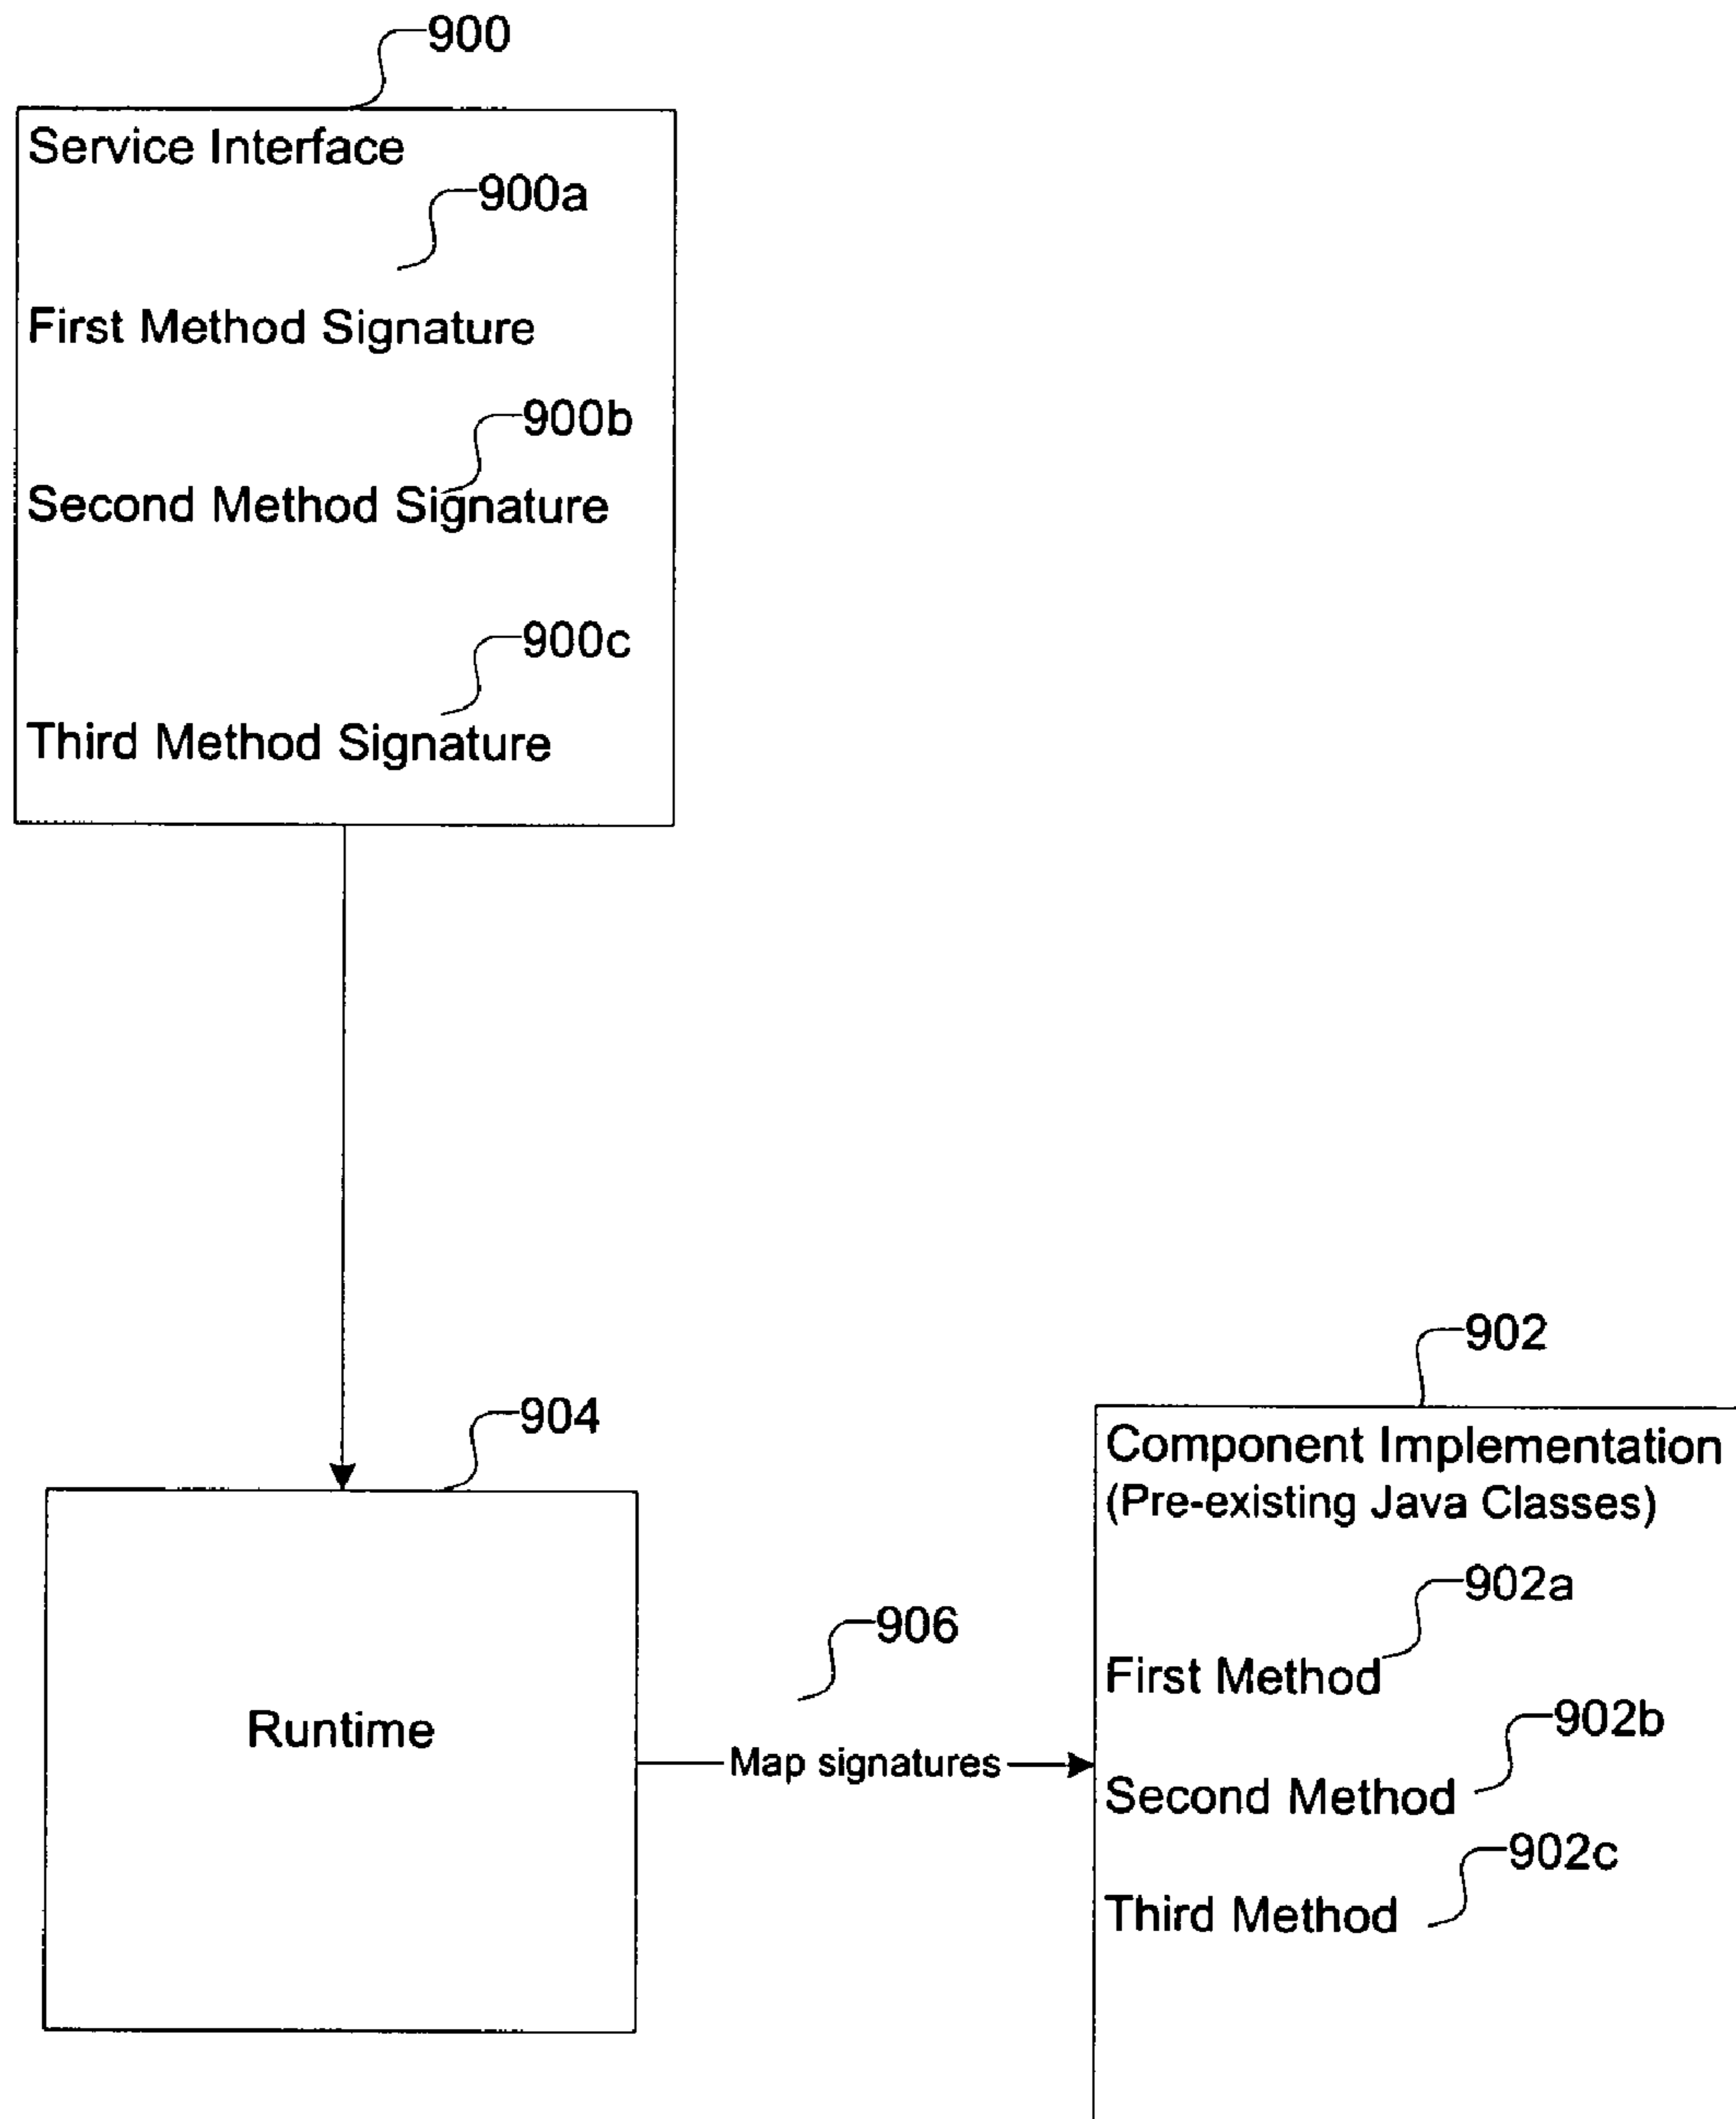 900
Service Interface
900a
First Method Signature
900b
Second Method Signature
900c
Third Method Signature
904
Runtime
906
Map signatures
902
Component Implementation
(Pre-existing Java Classes)
902a
First Method
902b
Second Method
902c
Third Method